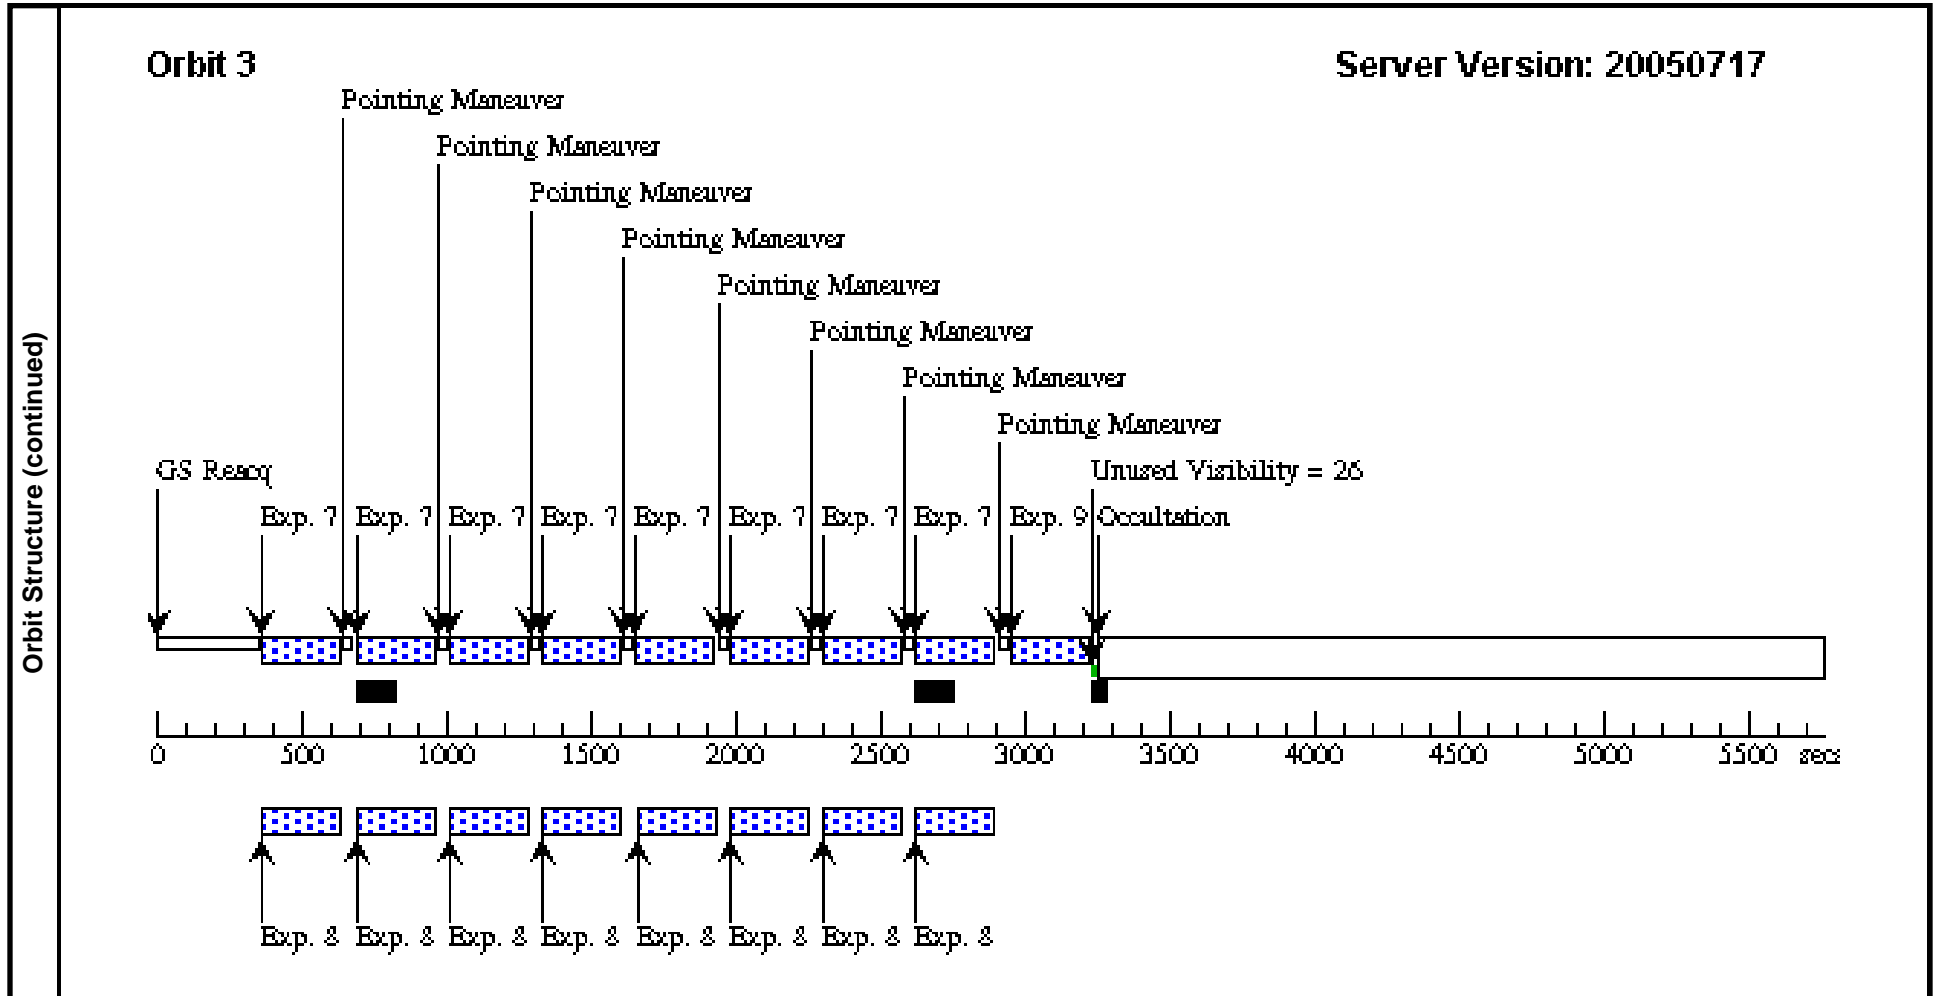 Orbit 3
Server Version: 20050717
Pointing Maneuver
Pointing Maneuver
Pointing Maneuver
Pointing Maneuver
Pointing Maneuver
Pointing Maneuver
Pointing Maneuver
Pointing Maneuver
GS Reacq
Unused Visibility = 26
Exp. 7 Exp. 7 Exp. 7 Exp. 7 Exp. 7 Exp. 7 Exp. 7 Exp. 7 Exp. 9 Occultation
0 500 1000 1500 2000 2500 3000 3500 4000 4500 5000 5500 secs
Exp. 8 Exp. 8 Exp. 8 Exp. 8 Exp. 8 Exp. 8 Exp. 8 Exp. 8
Orbit Structure (continued)